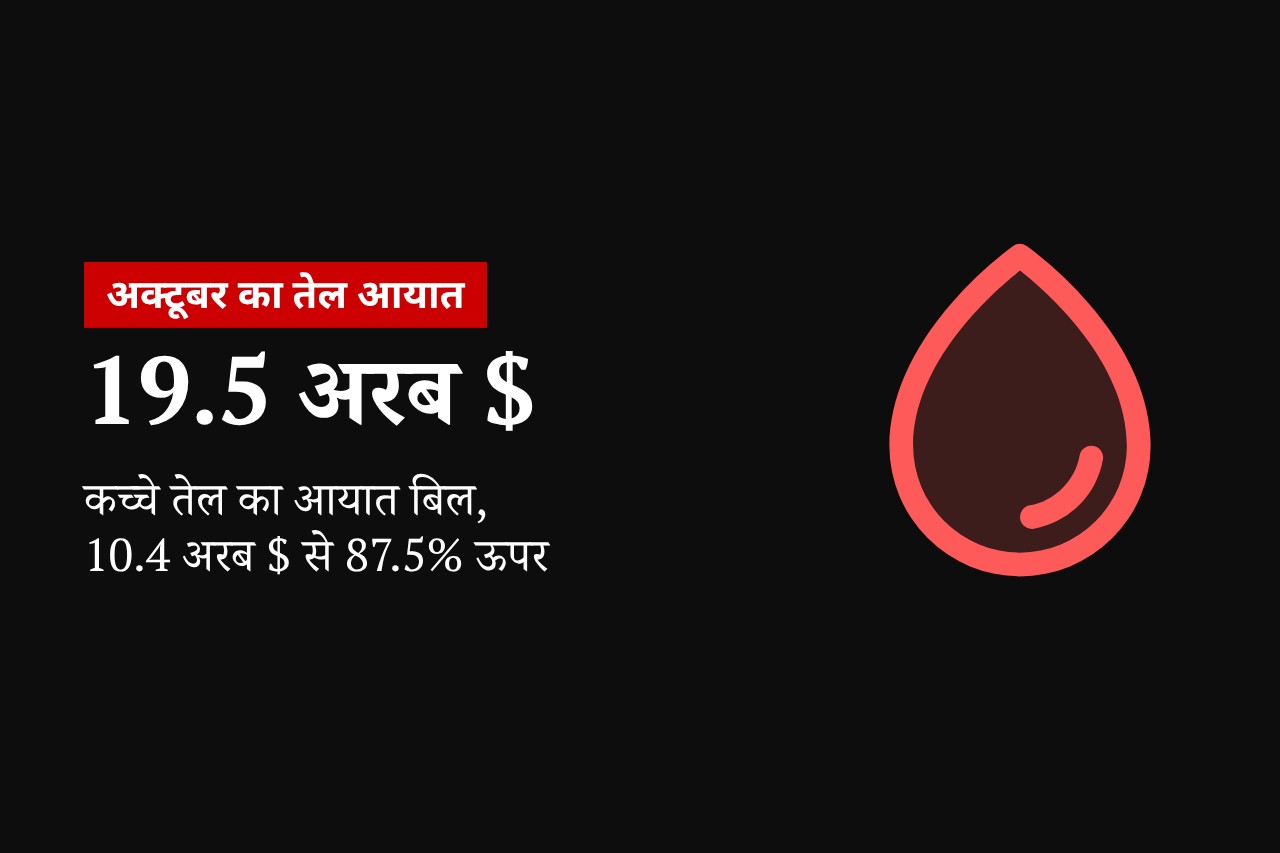 अक्टूबर का तेल आयात
19.5 अरब $
कच्चे तेल का आयात बिल,
10.4 अरब $ से 87.5% ऊपर